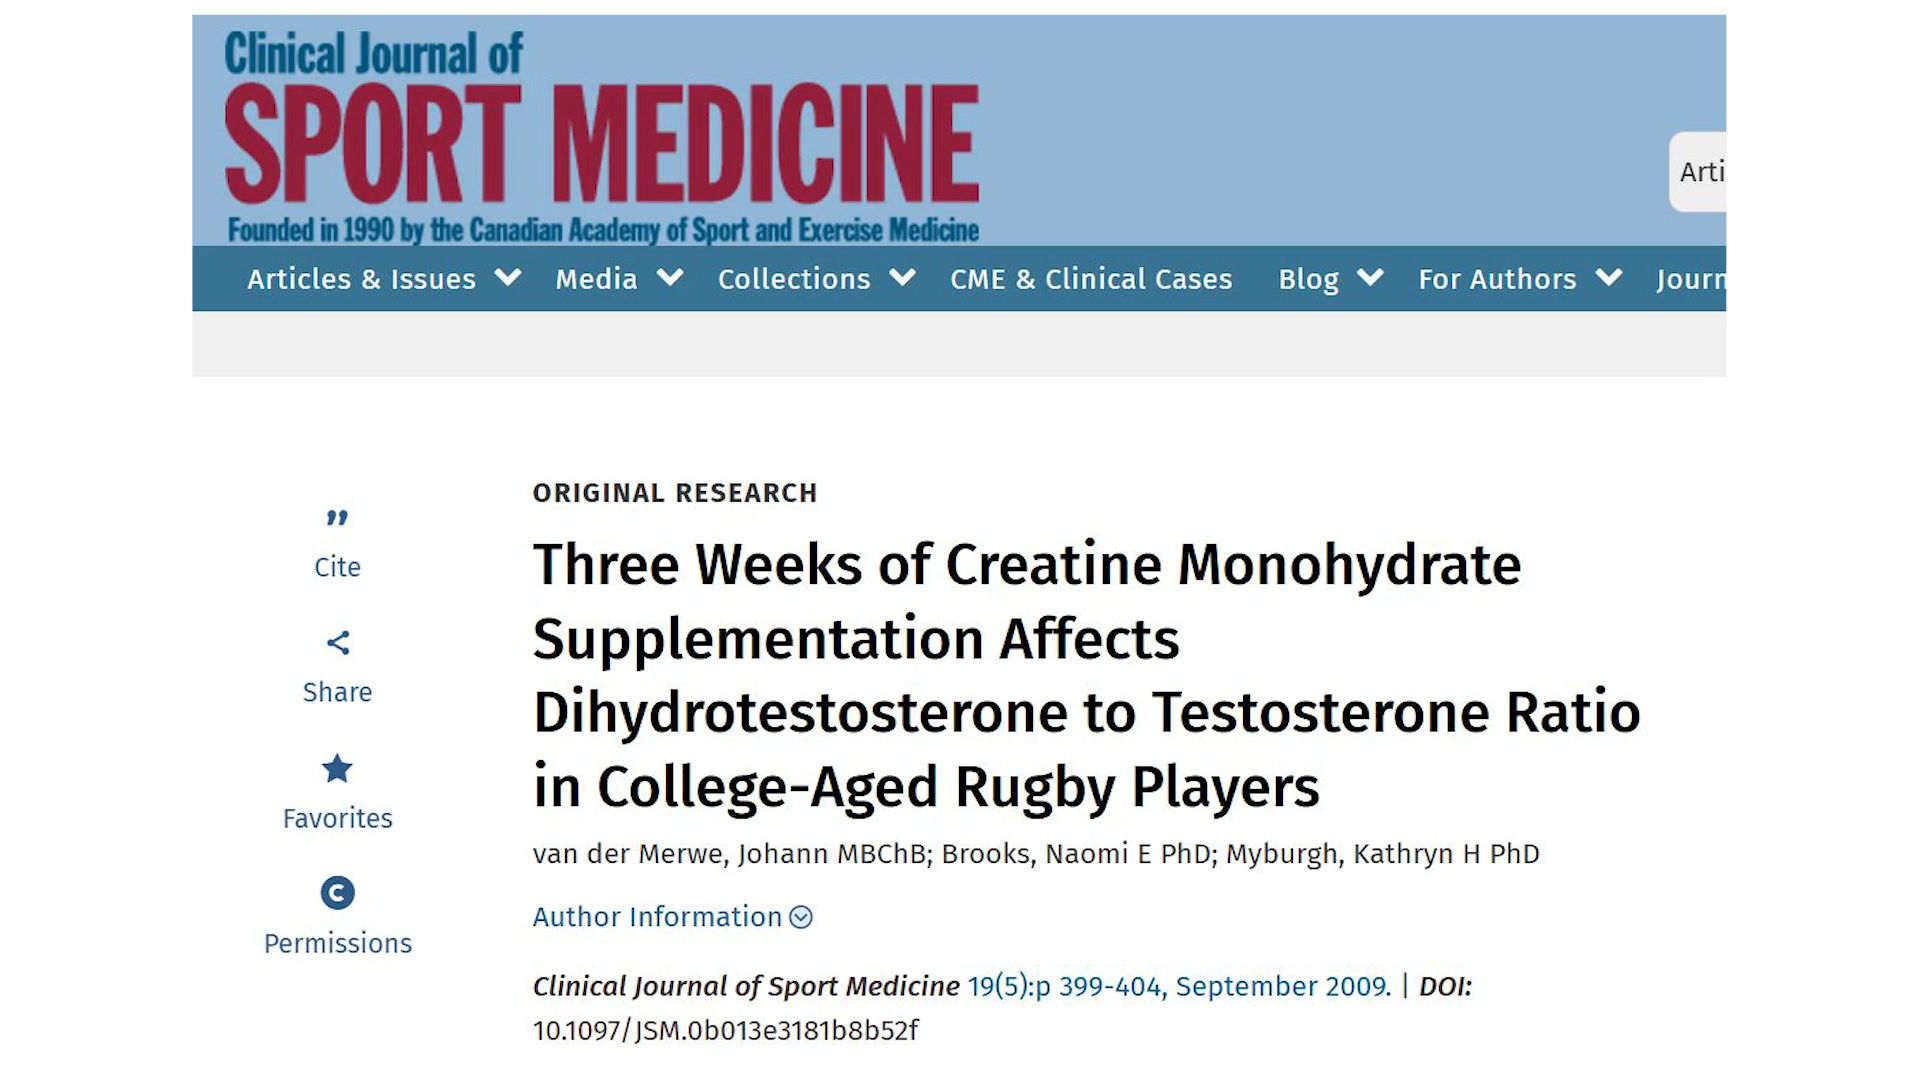 Clinical Journal of
SPORT MEDICINE
Founded in 1990 by the Canadian Academy of Sport and Exercise Medicine
Arti
Articles & Issues Media Collections CME & Clinical Cases Blog For Authors Journ
ORIGINAL RESEARCH
Three Weeks of Creatine Monohydrate
Supplementation Affects
Dihydrotestosterone to Testosterone Ratio
in College-Aged Rugby Players
van der Merwe, Johann MBChB; Brooks, Naomi E PhD; Myburgh, Kathryn H PhD
Author Information
Clinical Journal of Sport Medicine 19(5):p 399-404, September 2009. | DOI:
10.1097/JSM.0b013e3181b8b52f
Cite
Share
Favorites
Permissions